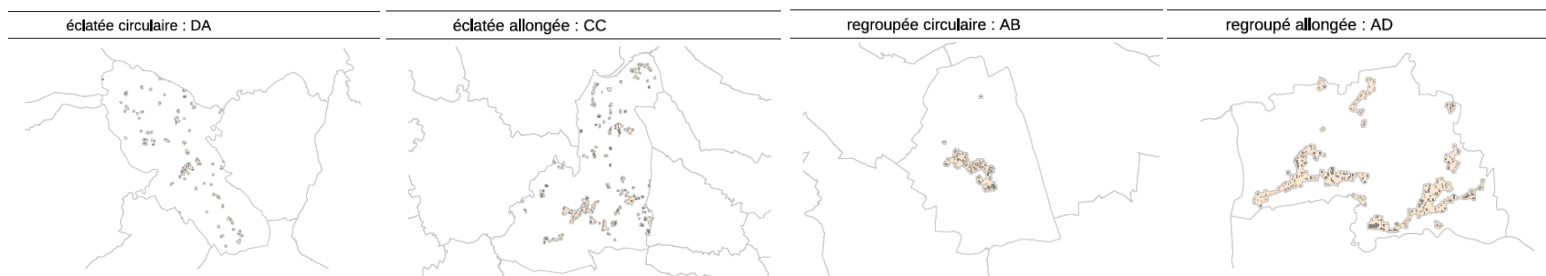 éclatée circulaire : DA
éclatée allongée : CC
regroupée circulaire : AB
regroupé allongée : AD